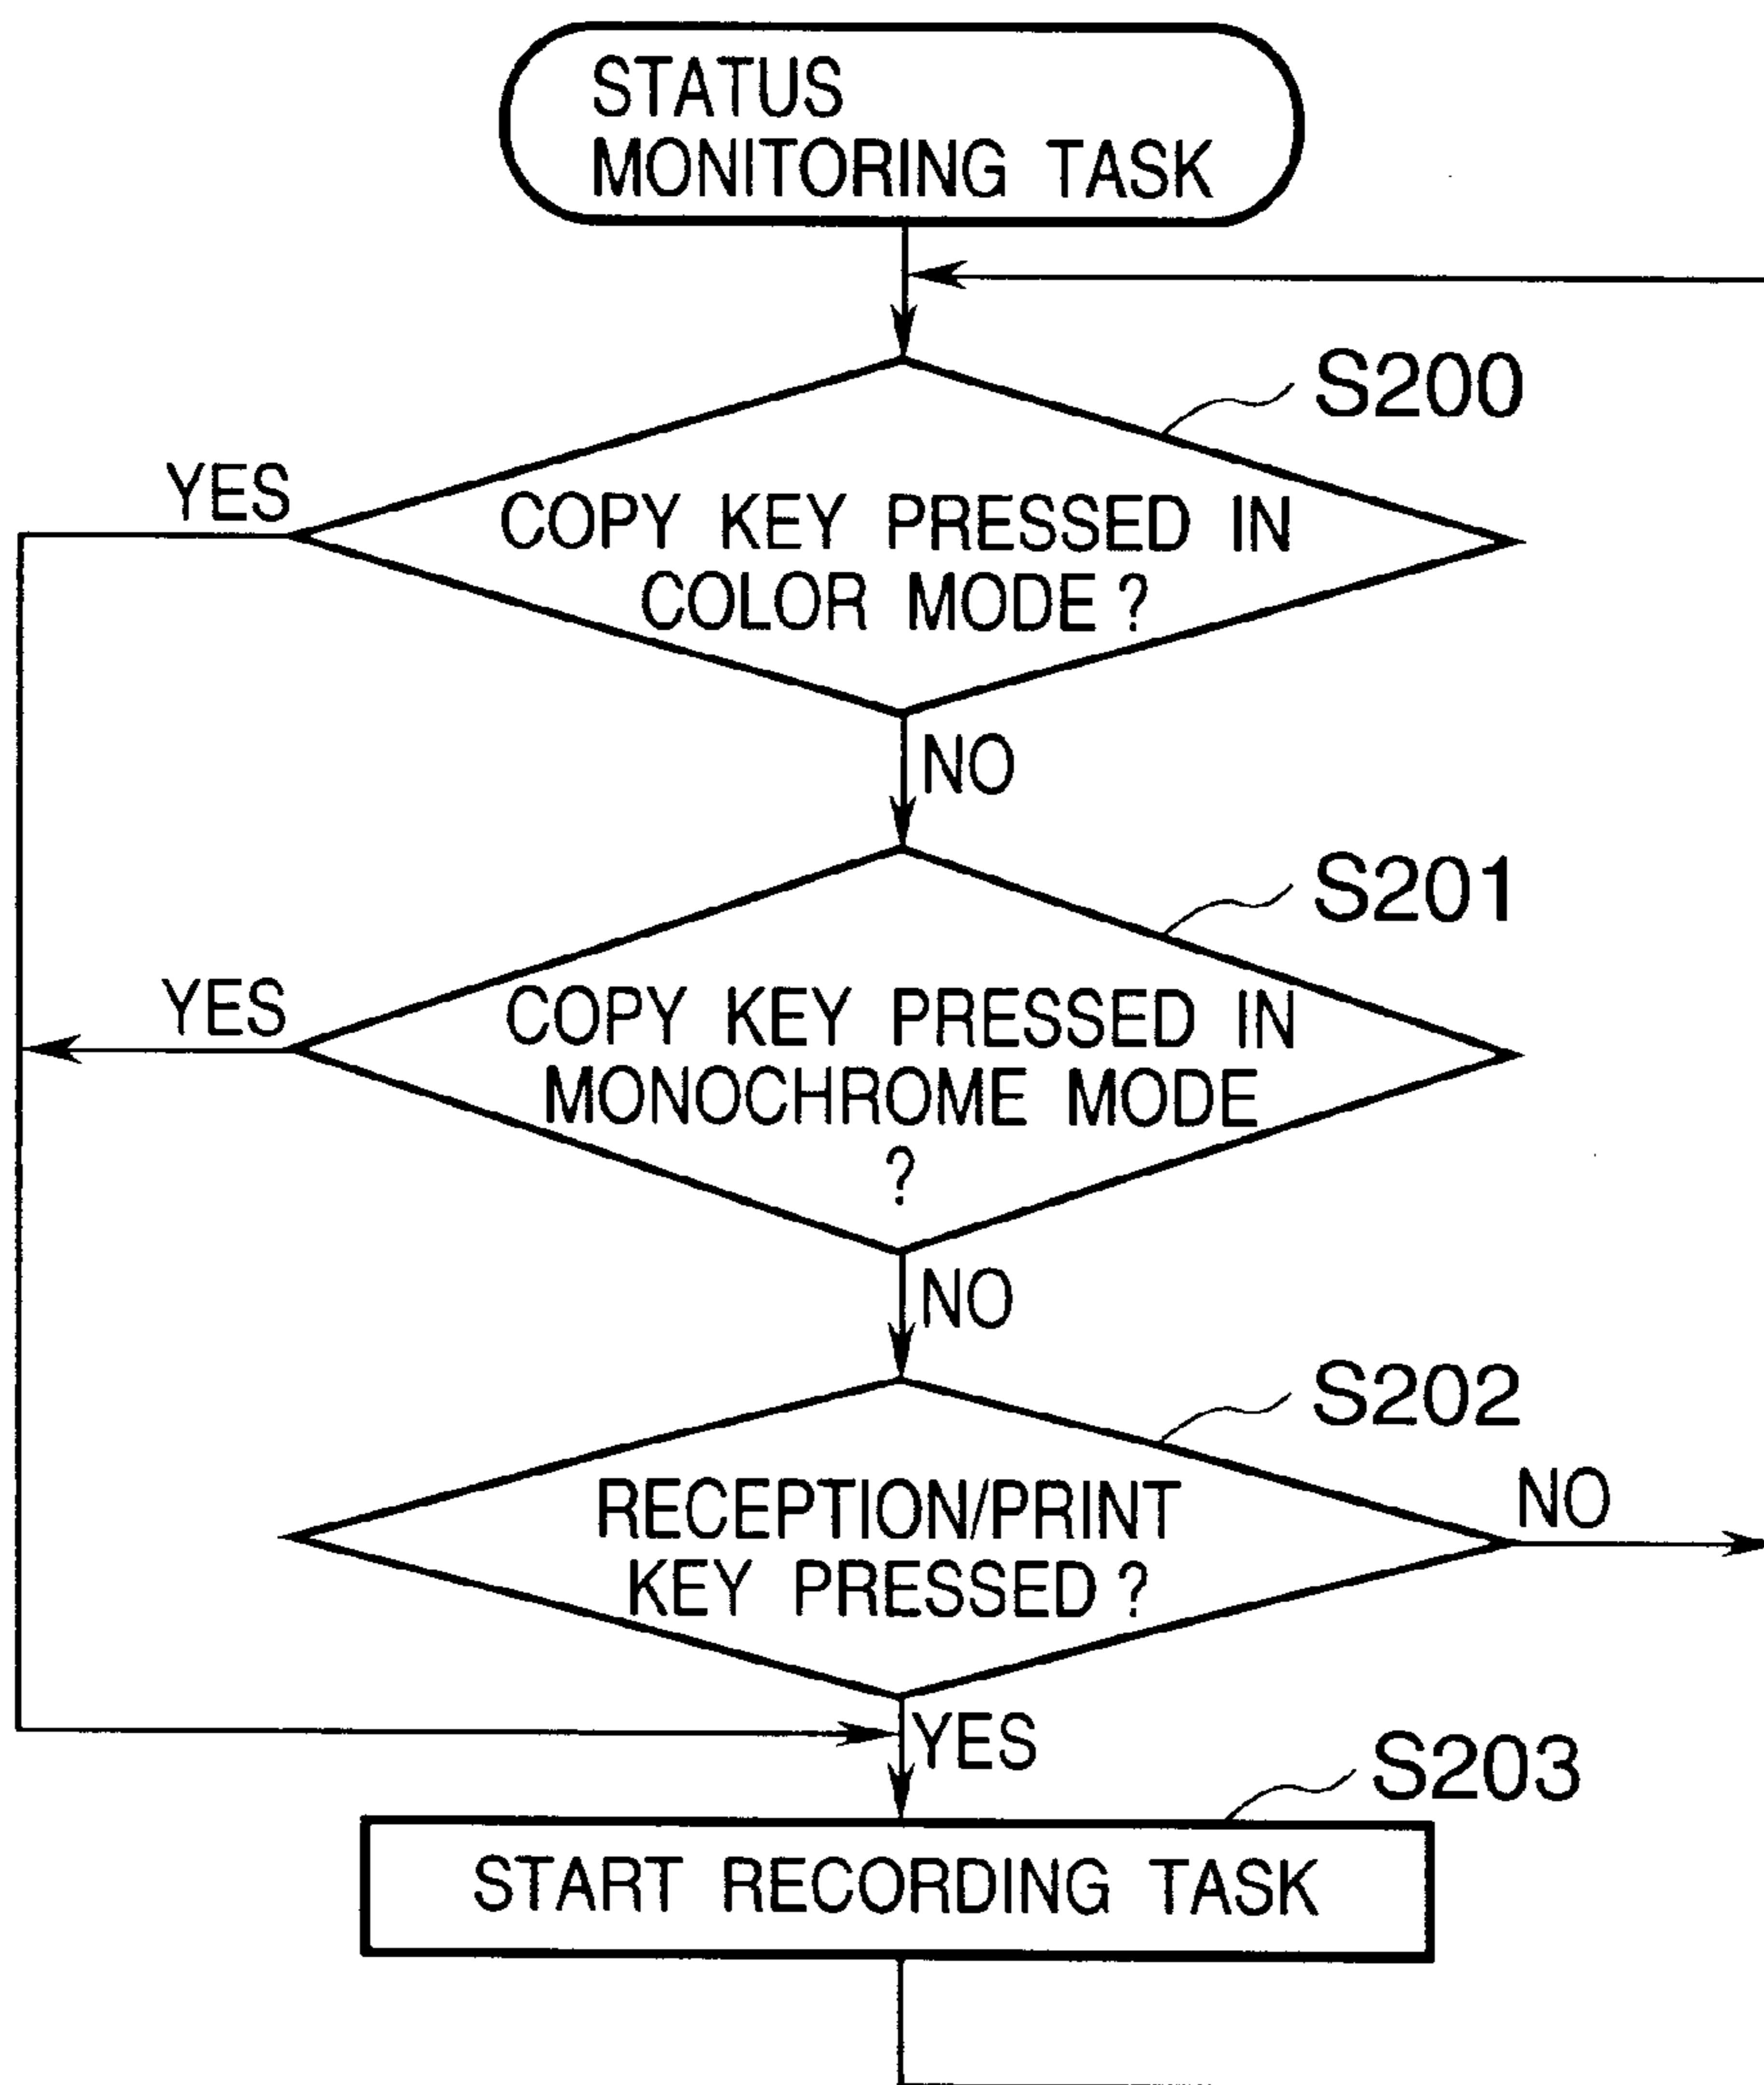 STATUS
MONITORING TASK
S200
YES
COPY KEY PRESSED IN
COLOR MODE ?
NO
S201
YES
COPY KEY PRESSED IN
MONOCHROME MODE
?
NO
S202
RECEPTION/PRINT
KEY PRESSED ?
NO
YES
S203
START RECORDING TASK